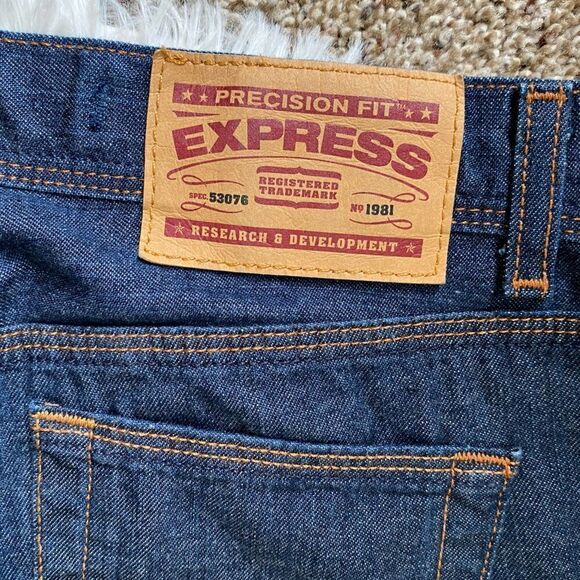 ★★ PRECISION FIT™ ★★
EXPRESS
REGISTERED
TRADEMARK
SPEC. 53076
Nº 1981
★ RESEARCH & DEVELOPMENT ★